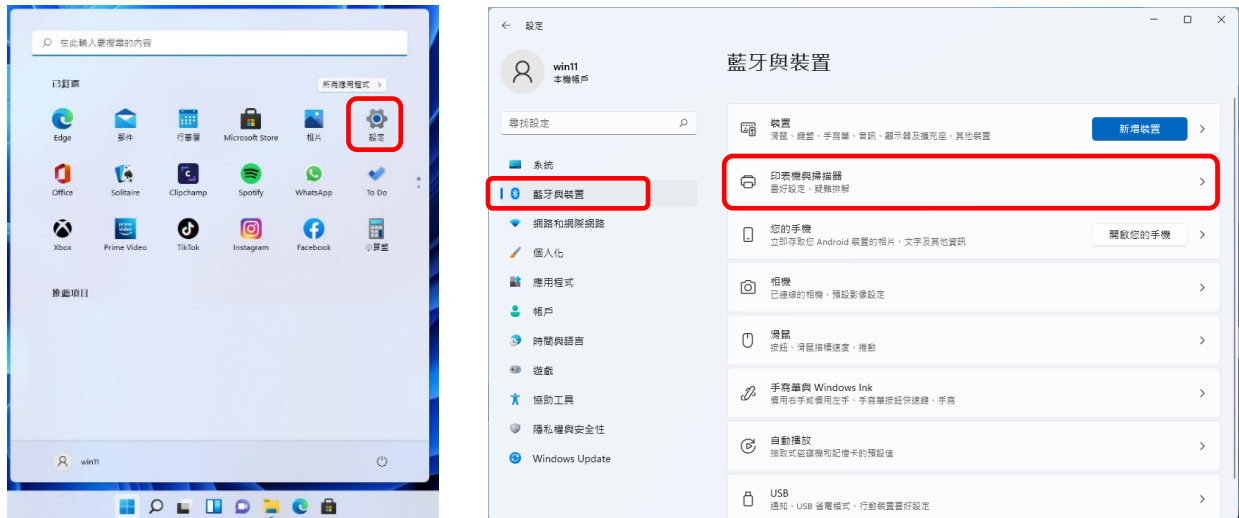 在此輸入要搜尋的內容
已釘選
所有應用程式
Edge
郵件
行事曆
Microsoft Store
相片
設定
Office
Solitaire
Clipchamp
Spotify
WhatsApp
To Do
Xbox
Prime Video
TikTok
Instagram
Facebook
小算盤
推薦項目
win11
設定
win11
本機帳戶
尋找設定
系統
藍牙與裝置
網路和網際網路
個人化
應用程式
帳戶
時間與語言
遊戲
協助工具
隱私權與安全性
Windows Update
藍牙與裝置
裝置
滑鼠、鍵盤、手寫筆、音訊、顯示器及擴充座，其他裝置
新增裝置
印表機與掃描器
喜好設定，疑難排解
您的手機
立即存取您 Android 裝置的相片、文字及其他資訊
開啟您的手機
相機
已連線的相機、預設影像設定
滑鼠
按鈕、滑鼠指標速度、捲動
手寫筆與 Windows Ink
慣用右手或慣用左手、手寫筆按鈕快速鍵、手寫
自動播放
抽取式磁碟機和記憶卡的預設值
USB
通知、USB 省電模式、行動裝置喜好設定